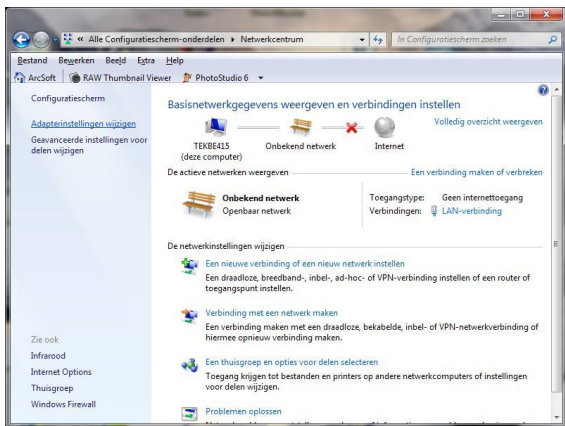 « Alle Configuratiescherm-onderdelen ▸ Netwerkcentrum
In Configuratiescherm zoeken
Bestand Bewerken Beeld Extra Help
ArcSoft RAW Thumbnail Viewer PhotoStudio 6
Configuratiescherm
Adapterinstellingen wijzigen
Geavanceerde instellingen voor
delen wijzigen
Zie ook
Infrarood
Internet Options
Thuisgroep
Windows Firewall
Basisnetwerkgegevens weergeven en verbindingen instellen
Volledig overzicht weergeven
TEKBE415
(deze computer)
Onbekend netwerk
Internet
De actieve netwerken weergeven
Een verbinding maken of verbreken
Onbekend netwerk
Openbaar netwerk
Toegangstype: Geen internettoegang
Verbindingen: LAN-verbinding
De netwerkinstellingen wijzigen
Een nieuwe verbinding of een nieuw netwerk instellen
Een draadloze, breedband-, inbel-, ad-hoc- of VPN-verbinding instellen of een router of
toegangspunt instellen.
Verbinding met een netwerk maken
Een verbinding maken met een draadloze, bekabelde, inbel- of VPN-netwerkverbinding of
hiermee opnieuw verbinding maken.
Een thuisgroep en opties voor delen selecteren
Toegang krijgen tot bestanden en printers op andere netwerkcomputers of instellingen
voor delen wijzigen.
Problemen oplossen